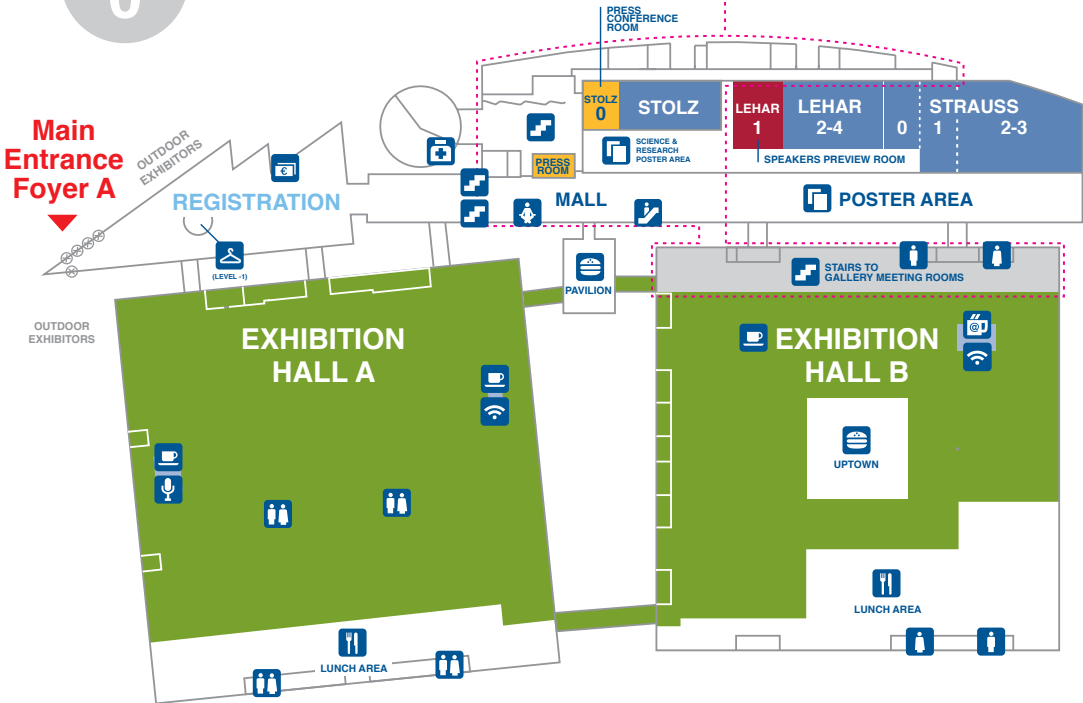 0
PRESS
CONFERENCE
ROOM
STOLZ
0
STOLZ
LEHAR
1
LEHAR
2-4
0
STRAUSS
1
2-3
SCIENCE &
RESEARCH
POSTER AREA
PRESS
ROOM
SPEAKERS PREVIEW ROOM
Main
Entrance
Foyer A
OUTDOOR
EXHIBITORS
€
REGISTRATION
MALL
POSTER AREA
(LEVEL -1)
STAIRS TO
GALLERY MEETING ROOMS
PAVILION
OUTDOOR
EXHIBITORS
EXHIBITION
HALL A
EXHIBITION
HALL B
@
UPTOWN
LUNCH AREA
LUNCH AREA